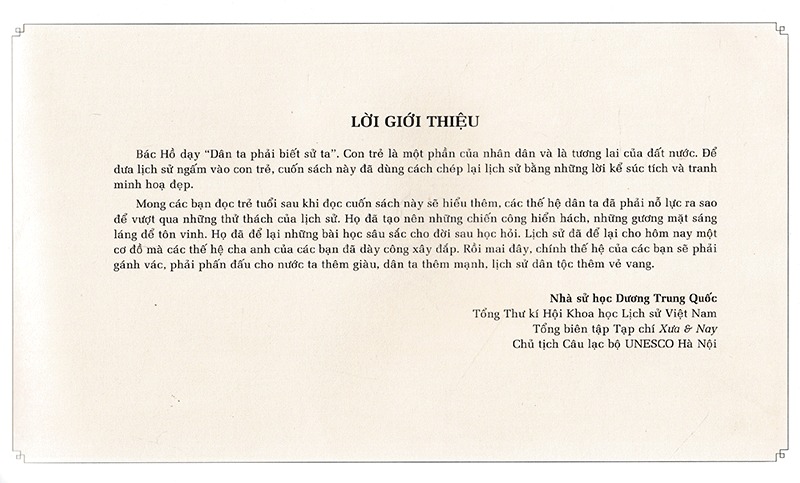 LỜI GIỚI THIỆU
Bác Hồ dạy “Dân ta phải biết sử ta”. Con trẻ là một phần của nhân dân và là tương lai của đất nước. Để
đưa lịch sử ngấm vào con trẻ, cuốn sách này đã dùng cách chép lại lịch sử bằng những lời kể súc tích và tranh
minh hoạ đẹp.
Mong các bạn đọc trẻ tuổi sau khi đọc cuốn sách này sẽ hiểu thêm, các thế hệ dân ta đã phải nỗ lực ra sao
để vượt qua những thử thách của lịch sử. Họ đã tạo nên những chiến công hiển hách, những gương mặt sáng
láng để tôn vinh. Họ đã để lại những bài học sâu sắc cho đời sau học hỏi. Lịch sử đã để lại cho hôm nay một
cơ đồ mà các thế hệ cha anh của các bạn đã dày công xây đắp. Rồi mai đây, chính thế hệ của các bạn sẽ phải
gánh vác, phải phấn đấu cho nước ta thêm giàu, dân ta thêm mạnh, lịch sử dân tộc thêm vẻ vang.
Nhà sử học Dương Trung Quốc
Tổng Thư kí Hội Khoa học Lịch sử Việt Nam
Tổng biên tập Tạp chí Xưa & Nay
Chủ tịch Câu lạc bộ UNESCO Hà Nội